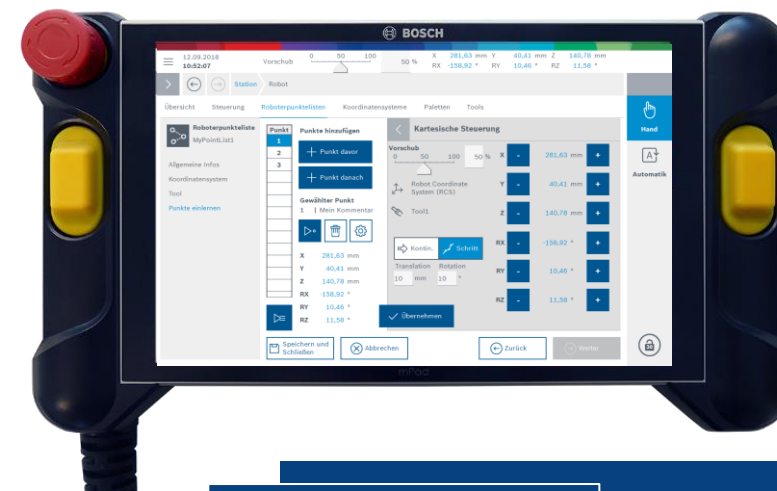 BOSCH
12.09.2018
10:52:07
Vorschub
0 50 100
50 %
X 281,63 mm Y 40,41 mm Z 140,78 mm
RX -158,92 ° RY 10,46 ° RZ 11,58 °
Station Robot
Übersicht Steuerung Roboterpunktelisten Koordinatensysteme Paletten Tools
Roboterpunkteliste
MyPointList1
Allgemeine Infos
Koordinatensystem
Tool
Punkte einlernen
Punkt
1
2
3
Punkte hinzufügen
+ Punkt davor
+ Punkt danach
Gewählter Punkt
1 | Mein Kommentar
X 281,63 mm
Y 40,41 mm
Z 140,78 mm
RX -158,92 °
RY 10,46 °
RZ 11,58 °
Kartesische Steuerung
Vorschub
0 50 100
50 %
Robot Coordinate
System (RCS)
Tool1
Kontin. Schritt
Translation Rotation
10 mm 10 °
X - 281,63 mm +
Y - 40,41 mm +
Z - 140,78 mm +
RX - -158,92 ° +
RY - 10,46 ° +
RZ - 11,58 ° +
Übernehmen
Speichern und
Schließen
Abbrechen
Zurück
Weiter
Hand
A
Automatik
mPad